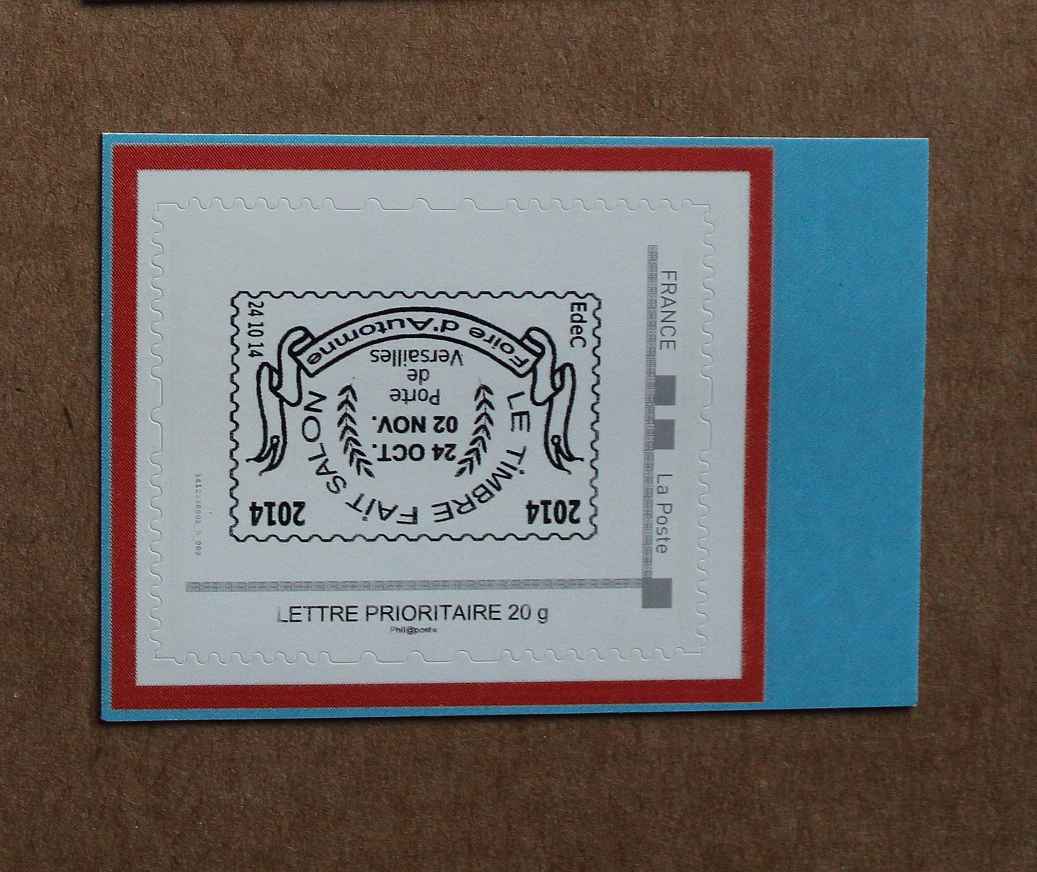 FRANCE
La Poste
24 10 14
EdeC
Foire d'Automne
LE TiMBRE FAiT SALON
24 OCT.
02 NOV.
Porte
de
Versailles
2014
2014
LETTRE PRIORITAIRE 20 g
Phil@poste